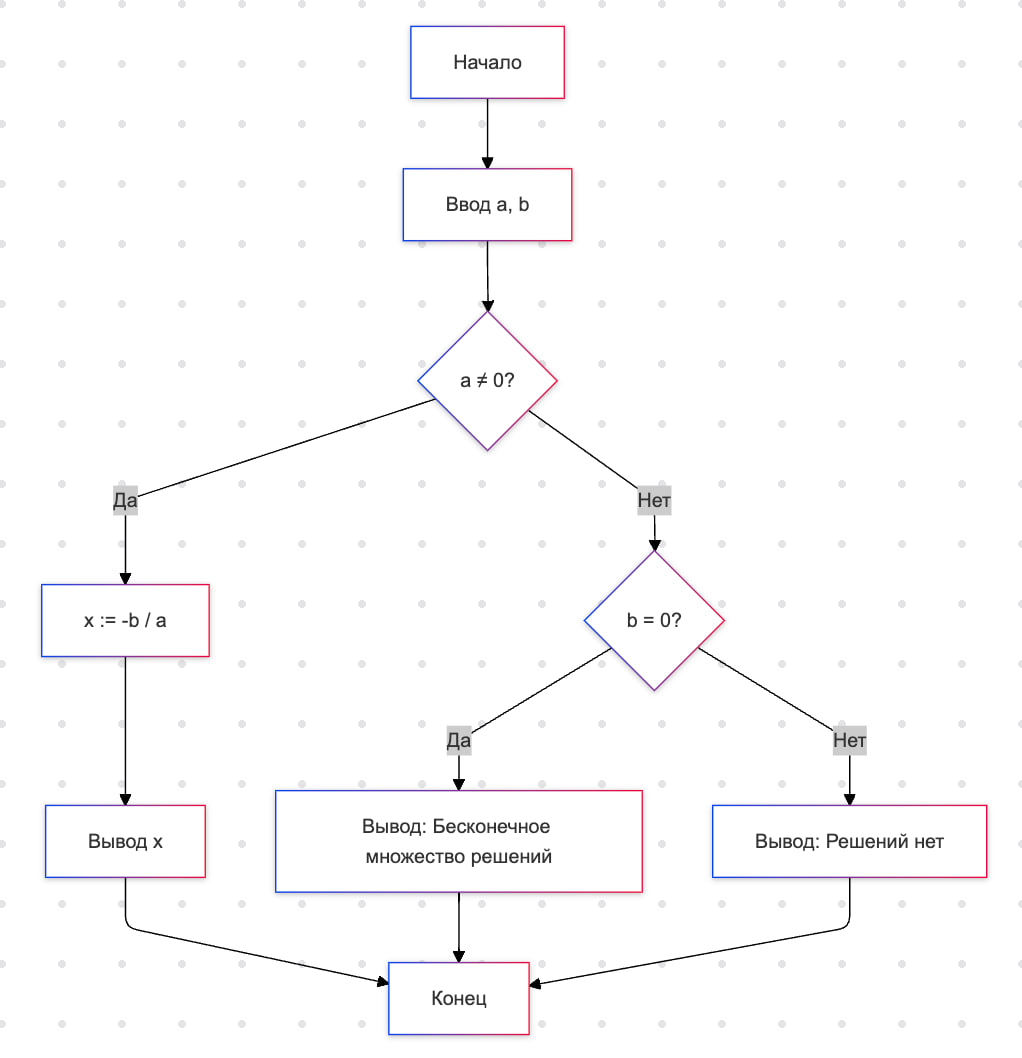 Начало
Ввод a, b
a ≠ 0?
Да
Нет
x := -b / a
b = 0?
Да
Нет
Вывод x
Вывод: Бесконечное
множество решений
Вывод: Решений нет
Конец